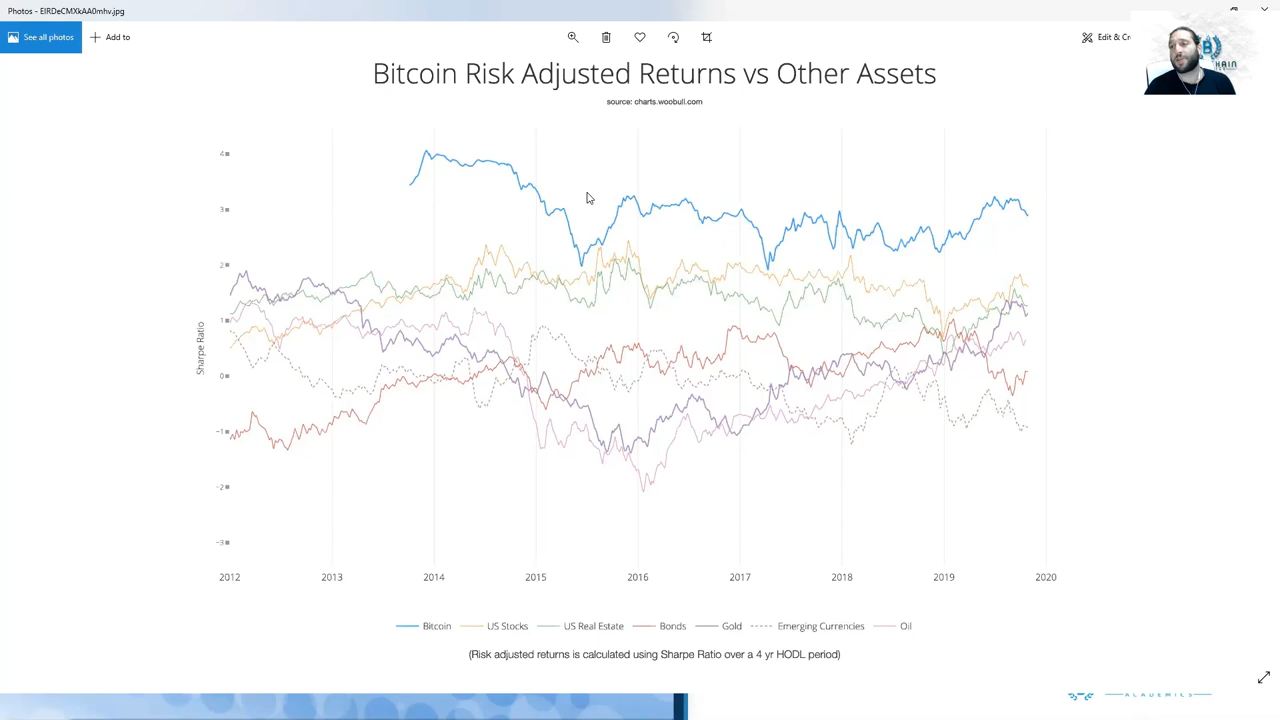 Photos - EIRDeCMXkAA0mhv.jpg
See all photos
Add to
Edit & Cr
Bitcoin Risk Adjusted Returns vs Other Assets
source: charts.woobull.com
4
3
2
1
0
−1
−2
−3
Sharpe Ratio
2012 2013 2014 2015 2016 2017 2018 2019 2020
Bitcoin US Stocks US Real Estate Bonds Gold Emerging Currencies Oil
(Risk adjusted returns is calculated using Sharpe Ratio over a 4 yr HODL period)
ACADEMICS